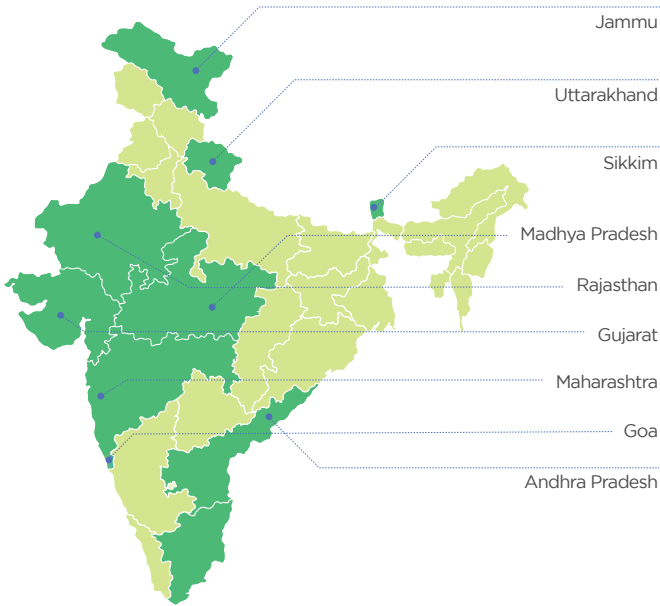 Jammu
Uttarakhand
Sikkim
Madhya Pradesh
Rajasthan
Gujarat
Maharashtra
Goa
Andhra Pradesh